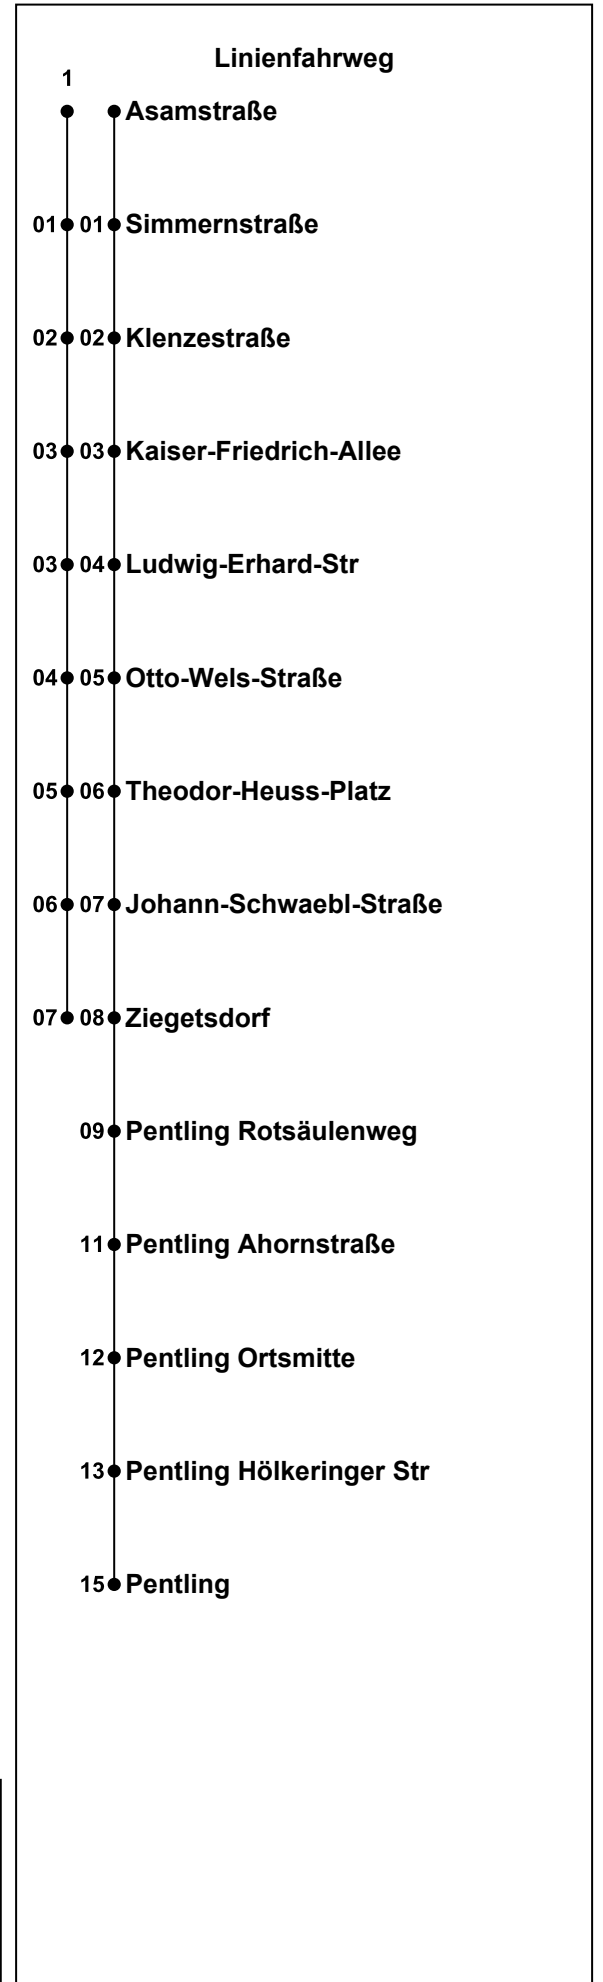 Linienfahrweg
1
Asamstraße
01 01 Simmernstraße
02 02 Klenzestraße
03 03 Kaiser-Friedrich-Allee
03 04 Ludwig-Erhard-Str
04 05 Otto-Wels-Straße
05 06 Theodor-Heuss-Platz
06 07 Johann-Schwaebl-Straße
07 08 Ziegetsdorf
09 Pentling Rotsäulenweg
11 Pentling Ahornstraße
12 Pentling Ortsmitte
13 Pentling Hölkeringer Str
15 Pentling